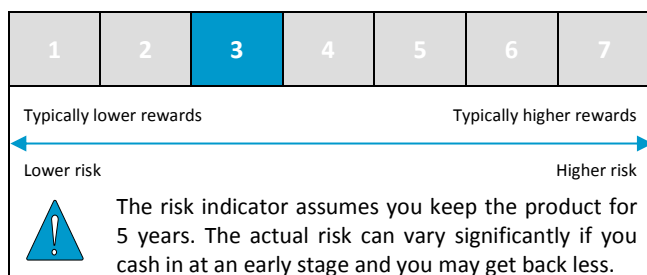 1 2 3 4 5 6 7
Typically lower rewards Typically higher rewards
Lower risk Higher risk
The risk indicator assumes you keep the product for
5 years. The actual risk can vary significantly if you
cash in at an early stage and you may get back less.